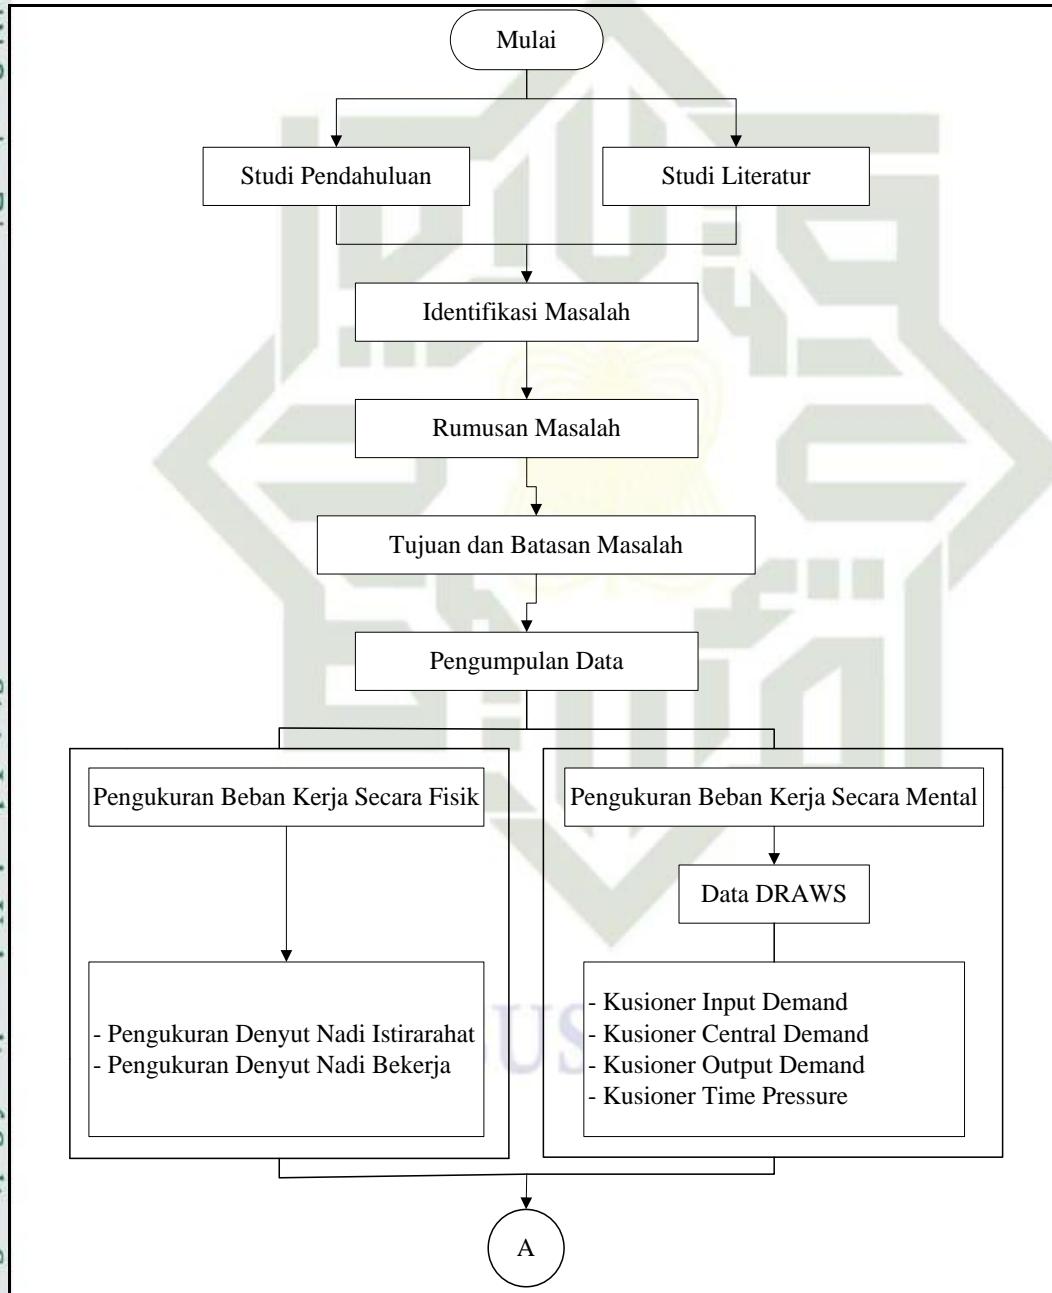 Mulai
Studi Pendahuluan
Studi Literatur
Identifikasi Masalah
Rumusan Masalah
Tujuan dan Batasan Masalah
Pengumpulan Data
Pengukuran Beban Kerja Secara Fisik
- Pengukuran Denyut Nadi Istirarahat
- Pengukuran Denyut Nadi Bekerja
Pengukuran Beban Kerja Secara Mental
Data DRAWS
- Kusioner Input Demand
- Kusioner Central Demand
- Kusioner Output Demand
- Kusioner Time Pressure
A